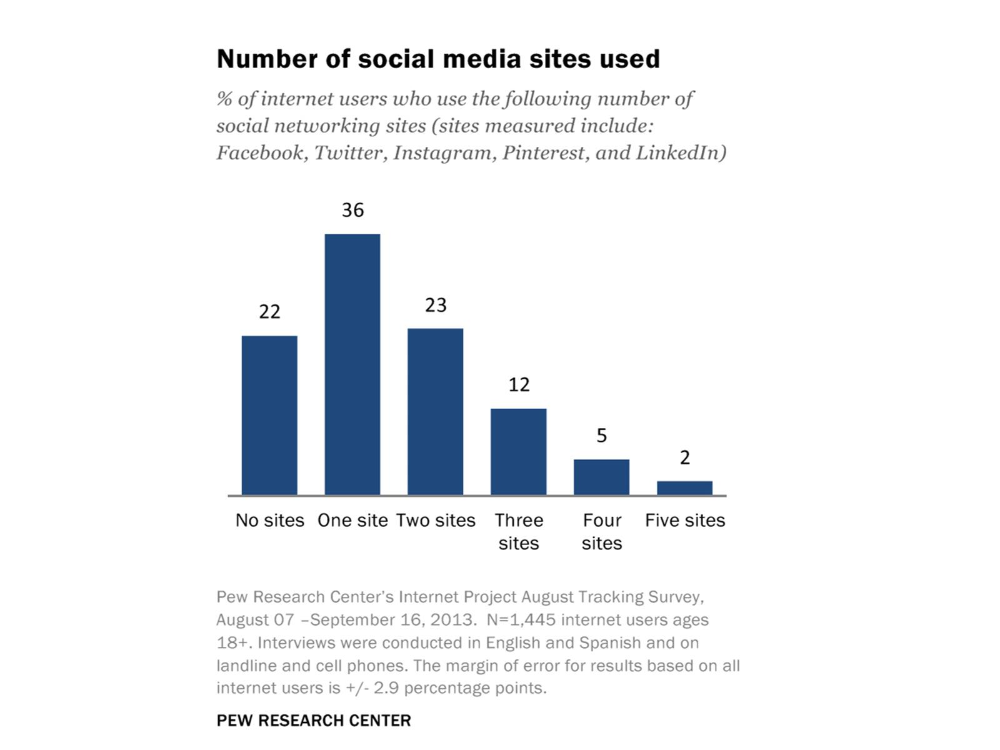 Number of social media sites used
% of internet users who use the following number of
social networking sites (sites measured include:
Facebook, Twitter, Instagram, Pinterest, and LinkedIn)
36
22
23
12
5
2
No sites One site Two sites Three sites Four sites Five sites
Pew Research Center’s Internet Project August Tracking Survey,
August 07 –September 16, 2013.  N=1,445 internet users ages
18+. Interviews were conducted in English and Spanish and on
landline and cell phones. The margin of error for results based on all
internet users is +/- 2.9 percentage points.
PEW RESEARCH CENTER